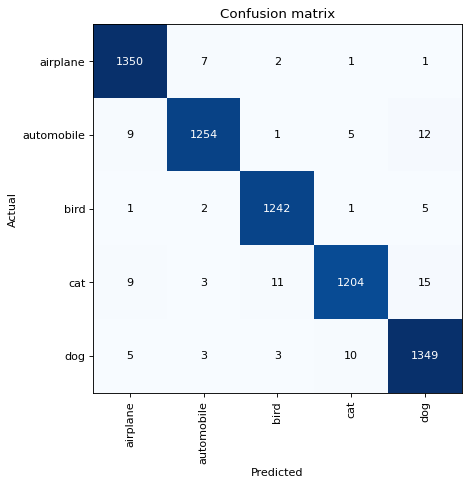 Confusion matrix
airplane 1350 7 2 1 1
automobile 9 1254 1 5 12
Actual
bird 1 2 1242 1 5
cat 9 3 11 1204 15
dog 5 3 3 10 1349
airplane automobile bird cat dog
Predicted